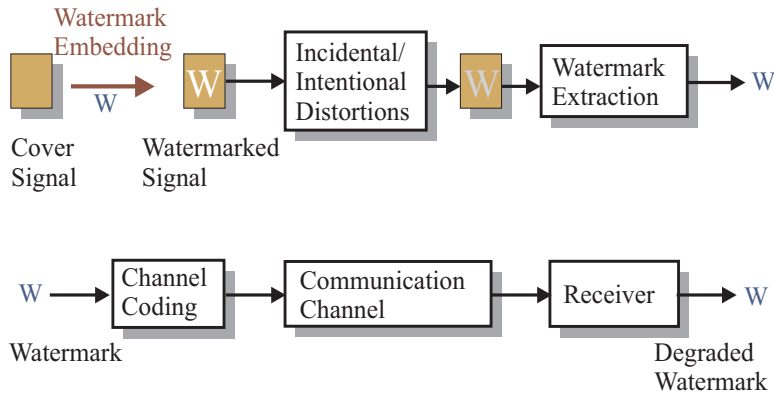 Watermark
Embedding
W
Cover
Signal
W
Watermarked
Signal
Incidental/
Intentional
Distortions
W
Watermark
Extraction
W
W
Watermark
Channel
Coding
Communication
Channel
Receiver
W
Degraded
Watermark